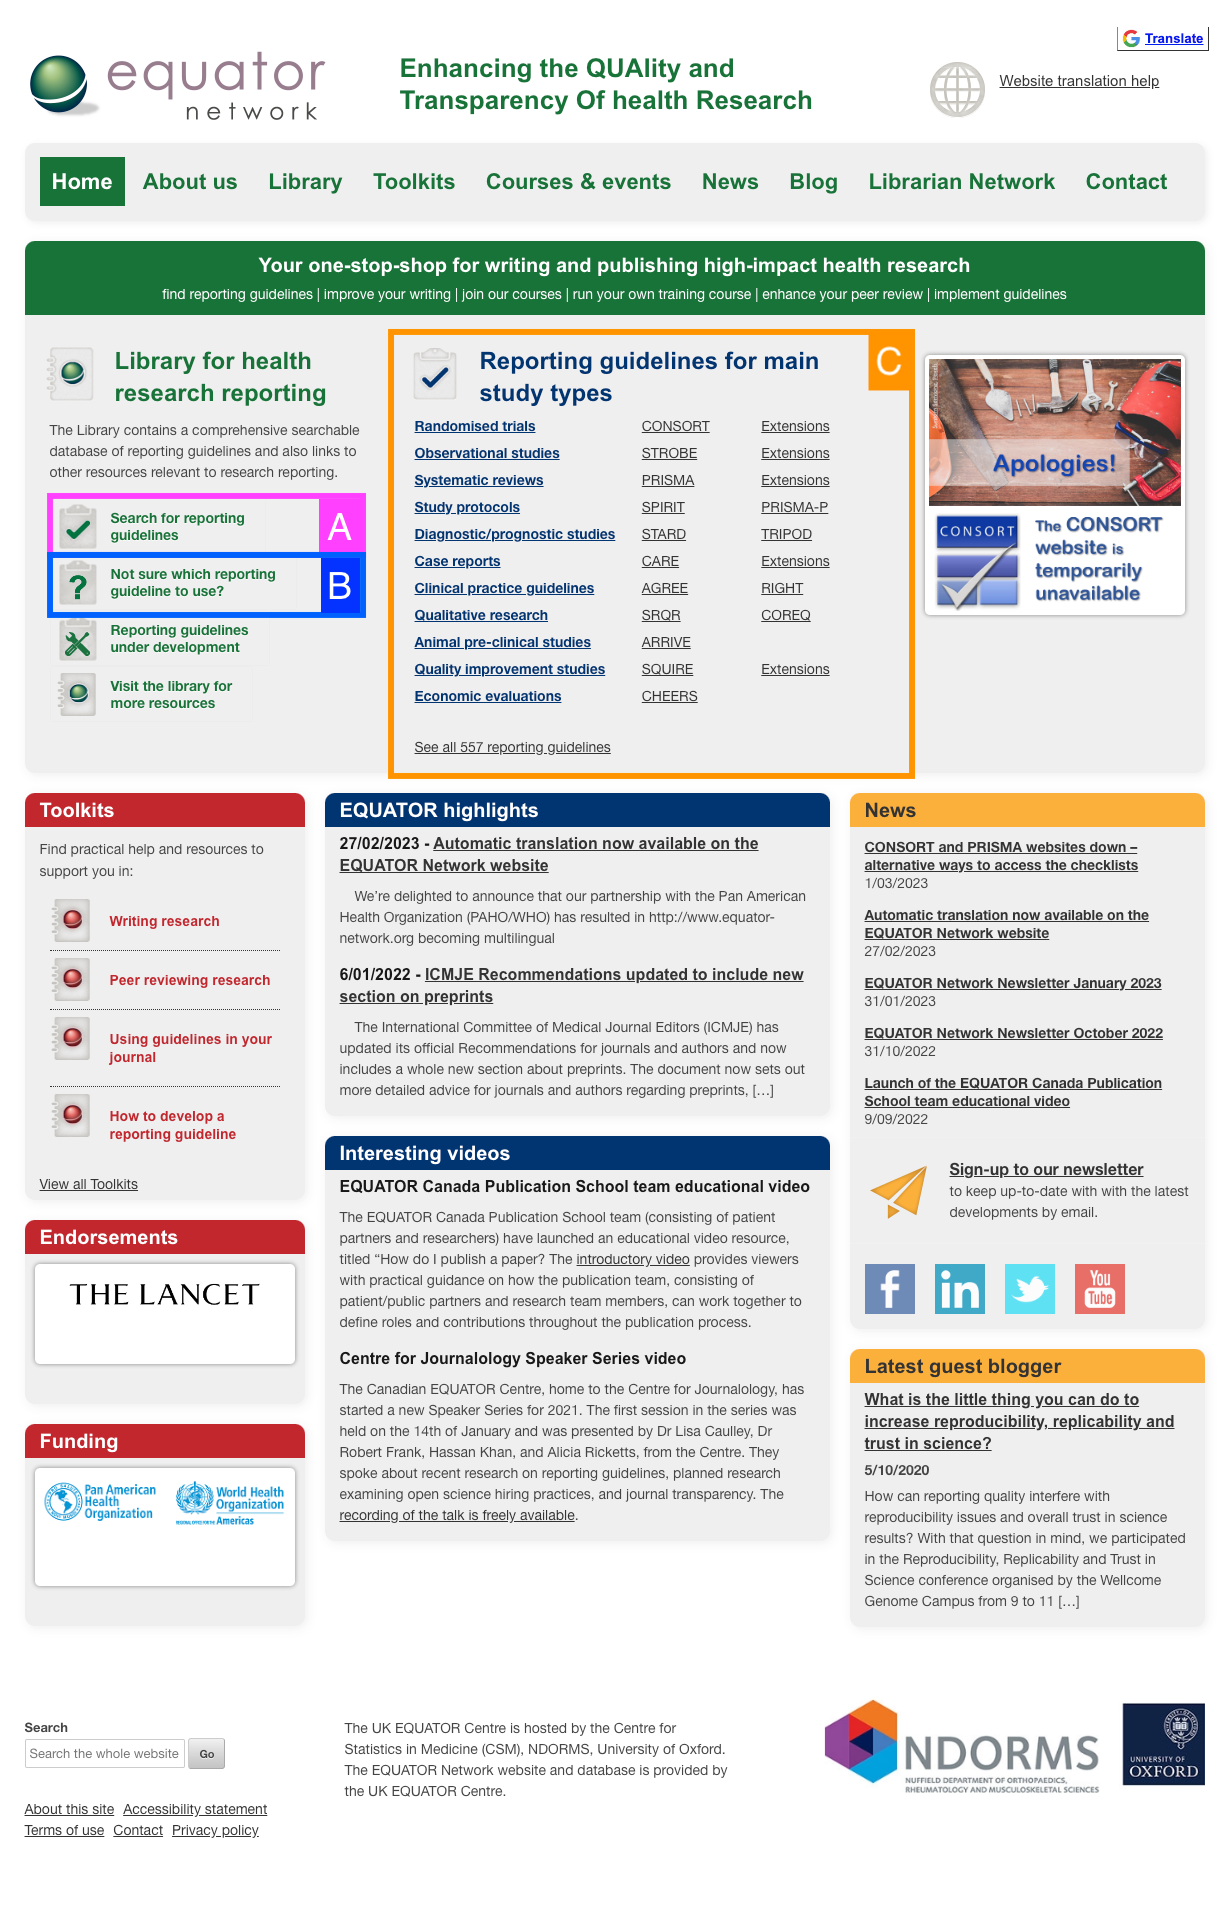 Translate
equator
network
Enhancing the QUAlity and
Transparency Of health Research
Website translation help
Home About us Library Toolkits Courses & events News Blog Librarian Network Contact
Your one-stop-shop for writing and publishing high-impact health research
find reporting guidelines | improve your writing | join our courses | run your own training course | enhance your peer review | implement guidelines
Library for health
research reporting
The Library contains a comprehensive searchable
database of reporting guidelines and also links to
other resources relevant to research reporting.
Search for reporting
guidelines
A
Not sure which reporting
guideline to use?
B
Reporting guidelines
under development
Visit the library for
more resources
Reporting guidelines for main
study types
C
Randomised trials CONSORT Extensions
Observational studies STROBE Extensions
Systematic reviews PRISMA Extensions
Study protocols SPIRIT PRISMA-P
Diagnostic/prognostic studies STARD TRIPOD
Case reports CARE Extensions
Clinical practice guidelines AGREE RIGHT
Qualitative research SRQR COREQ
Animal pre-clinical studies ARRIVE
Quality improvement studies SQUIRE Extensions
Economic evaluations CHEERS
See all 557 reporting guidelines
Apologies!
CONSORT
The CONSORT
website is
temporarily
unavailable
Toolkits
Find practical help and resources to
support you in:
Writing research
Peer reviewing research
Using guidelines in your
journal
How to develop a
reporting guideline
View all Toolkits
Endorsements
THE LANCET
Funding
Pan American
Health
Organization
World Health
Organization
REGIONAL OFFICE FOR THE Americas
EQUATOR highlights
27/02/2023 - Automatic translation now available on the
EQUATOR Network website
We’re delighted to announce that our partnership with the Pan American
Health Organization (PAHO/WHO) has resulted in http://www.equator-
network.org becoming multilingual
6/01/2022 - ICMJE Recommendations updated to include new
section on preprints
The International Committee of Medical Journal Editors (ICMJE) has
updated its official Recommendations for journals and authors and now
includes a whole new section about preprints. The document now sets out
more detailed advice for journals and authors regarding preprints, […]
Interesting videos
EQUATOR Canada Publication School team educational video
The EQUATOR Canada Publication School team (consisting of patient
partners and researchers) have launched an educational video resource,
titled “How do I publish a paper? The introductory video provides viewers
with practical guidance on how the publication team, consisting of
patient/public partners and research team members, can work together to
define roles and contributions throughout the publication process.
Centre for Journalology Speaker Series video
The Canadian EQUATOR Centre, home to the Centre for Journalology, has
started a new Speaker Series for 2021. The first session in the series was
held on the 14th of January and was presented by Dr Lisa Caulley, Dr
Robert Frank, Hassan Khan, and Alicia Ricketts, from the Centre. They
spoke about recent research on reporting guidelines, planned research
examining open science hiring practices, and journal transparency. The
recording of the talk is freely available.
News
CONSORT and PRISMA websites down –
alternative ways to access the checklists
1/03/2023
Automatic translation now available on the
EQUATOR Network website
27/02/2023
EQUATOR Network Newsletter January 2023
31/01/2023
EQUATOR Network Newsletter October 2022
31/10/2022
Launch of the EQUATOR Canada Publication
School team educational video
9/09/2022
Sign-up to our newsletter
to keep up-to-date with with the latest
developments by email.
f in You
Tube
Latest guest blogger
What is the little thing you can do to
increase reproducibility, replicability and
trust in science?
5/10/2020
How can reporting quality interfere with
reproducibility issues and overall trust in science
results? With that question in mind, we participated
in the Reproducibility, Replicability and Trust in
Science conference organised by the Wellcome
Genome Campus from 9 to 11 […]
Search
Search the whole website Go
About this site Accessibility statement
Terms of use Contact Privacy policy
The UK EQUATOR Centre is hosted by the Centre for
Statistics in Medicine (CSM), NDORMS, University of Oxford.
The EQUATOR Network website and database is provided by
the UK EQUATOR Centre.
NDORMS
NUFFIELD DEPARTMENT OF ORTHOPAEDICS,
RHEUMATOLOGY AND MUSCULOSKELETAL SCIENCES
UNIVERSITY OF
OXFORD